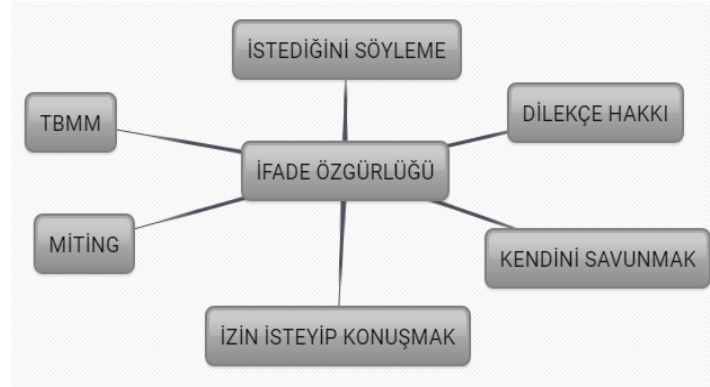 İSTEDİĞİNİ SÖYLEME
TBMM
DİLEKÇE HAKKI
İFADE ÖZGÜRLÜĞÜ
MİTİNG
KENDİNİ SAVUNMAK
İZİN İSTEYİP KONUŞMAK